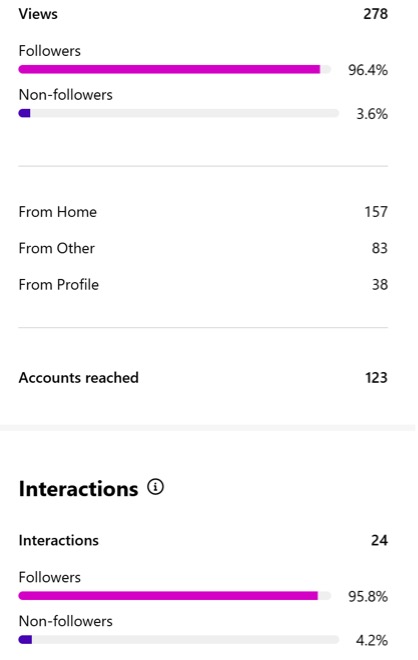 Views 278
Followers
96.4%
Non-followers
3.6%
From Home 157
From Other 83
From Profile 38
Accounts reached 123
Interactions
Interactions 24
Followers
95.8%
Non-followers
4.2%